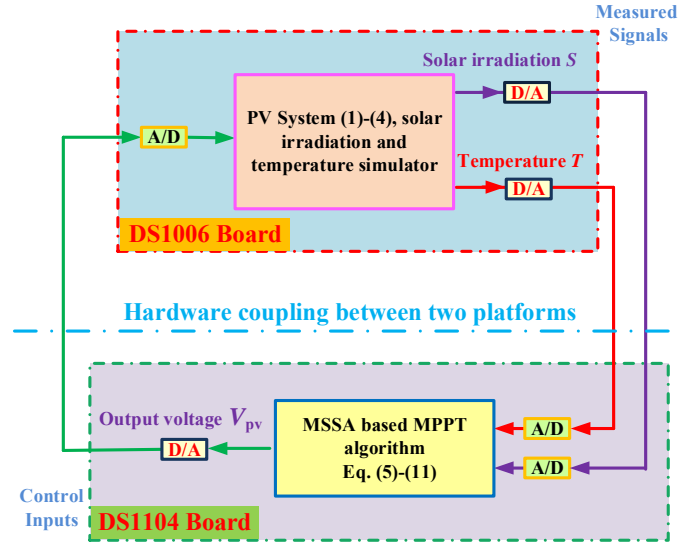 Measured
Signals
Solar irradiation S
D/A
PV System (1)-(4), solar
irradiation and
temperature simulator
A/D
Temperature T
D/A
DS1006 Board
Hardware coupling between two platforms
Output voltage Vpv
MSSA based MPPT
algorithm
Eq. (5)-(11)
A/D
D/A
A/D
Control
Inputs
DS1104 Board